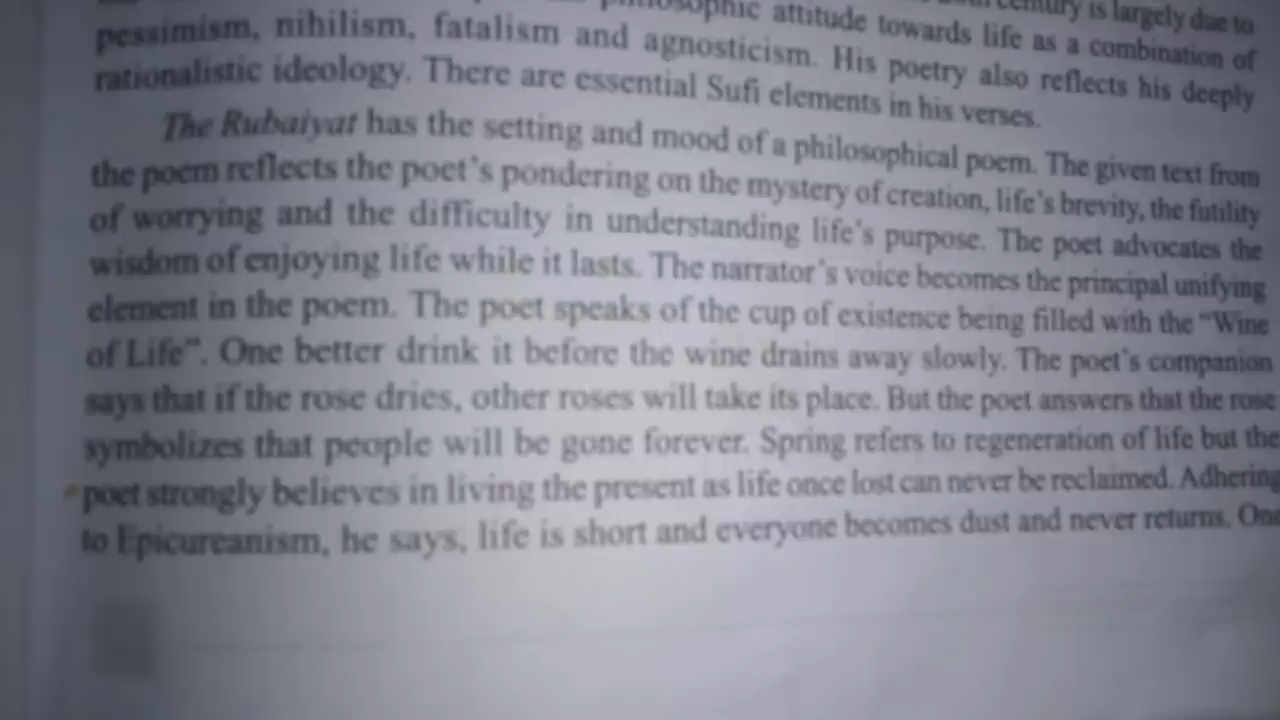 philosophic attitude towards life as a combination of
century is largely due to
pessimism, nihilism, fatalism and agnosticism. His poetry also reflects his deeply
rationalistic ideology. There are essential Sufi elements in his verses.
The Rubaiyat has the setting and mood of a philosophical poem. The given text from
the poem reflects the poet's pondering on the mystery of creation, life's brevity, the futility
of worrying and the difficulty in understanding life's purpose. The poet advocates the
wisdom of enjoying life while it lasts. The narrator's voice becomes the principal unifying
element in the poem. The poet speaks of the cup of existence being filled with the "Wine
of Life". One better drink it before the wine drains away slowly. The poet's companion
says that if the rose dries, other roses will take its place. But the poet answers that the rose
symbolizes that people will be gone forever. Spring refers to regeneration of life but the
poet strongly believes in living the present as life once lost can never be reclaimed. Adhering
to Epicureanism, he says, life is short and everyone becomes dust and never returns. One